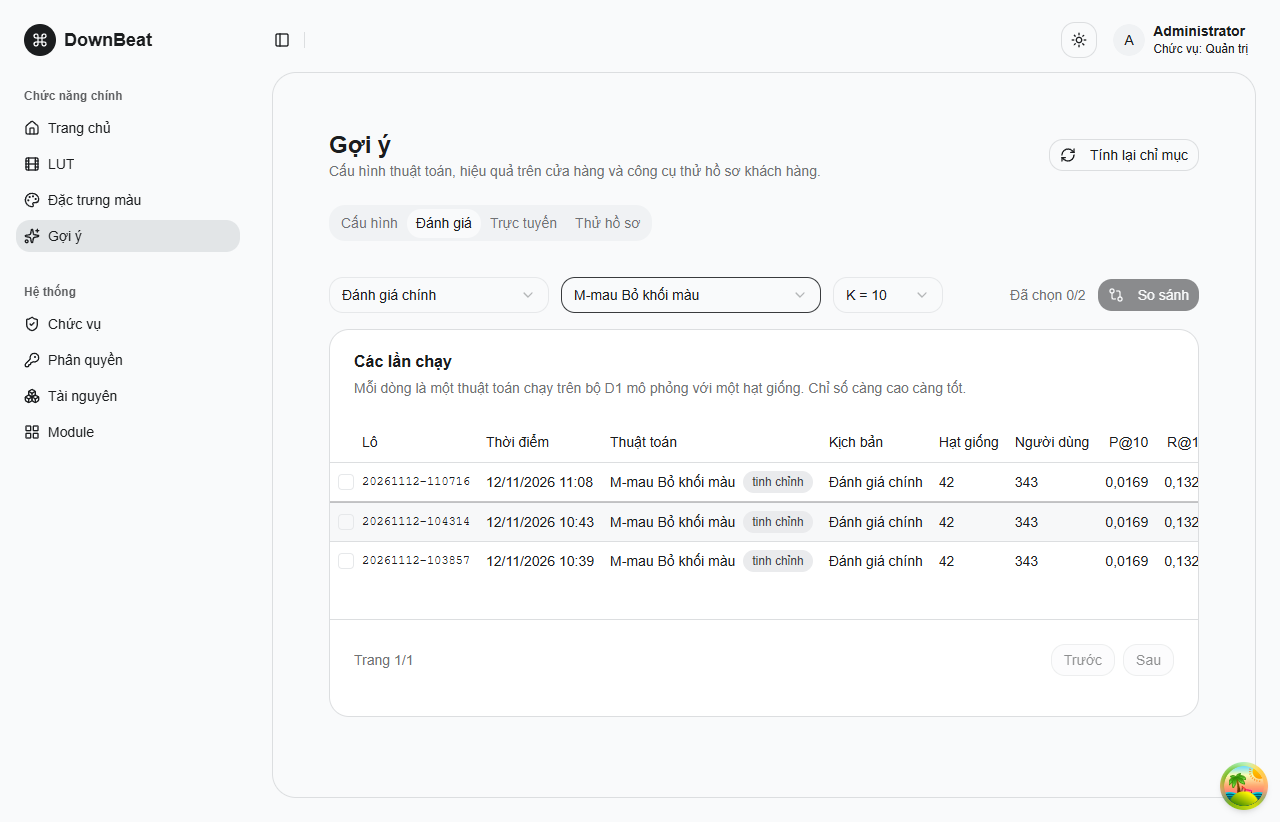 DownBeat
Administrator
A
Chức vụ: Quản trị
Chức năng chính
Trang chủ
LUT
Đặc trưng màu
Gợi ý
Hệ thống
Chức vụ
Phân quyền
Tài nguyên
Module
Gợi ý
Cấu hình thuật toán, hiệu quả trên cửa hàng và công cụ thử hồ sơ khách hàng.
Tính lại chỉ mục
Cấu hình Đánh giá Trực tuyến Thử hồ sơ
Đánh giá chính M-mau Bỏ khối màu K = 10 Đã chọn 0/2 So sánh
Các lần chạy
Mỗi dòng là một thuật toán chạy trên bộ D1 mô phỏng với một hạt giống. Chỉ số càng cao càng tốt.
Lô Thời điểm Thuật toán Kịch bản Hạt giống Người dùng P@10 R@1
20261112-110716 12/11/2026 11:08 M-mau Bỏ khối màu tinh chỉnh Đánh giá chính 42 343 0,0169 0,132
20261112-104314 12/11/2026 10:43 M-mau Bỏ khối màu tinh chỉnh Đánh giá chính 42 343 0,0169 0,132
20261112-103857 12/11/2026 10:39 M-mau Bỏ khối màu tinh chỉnh Đánh giá chính 42 343 0,0169 0,132
Trang 1/1 Trước Sau